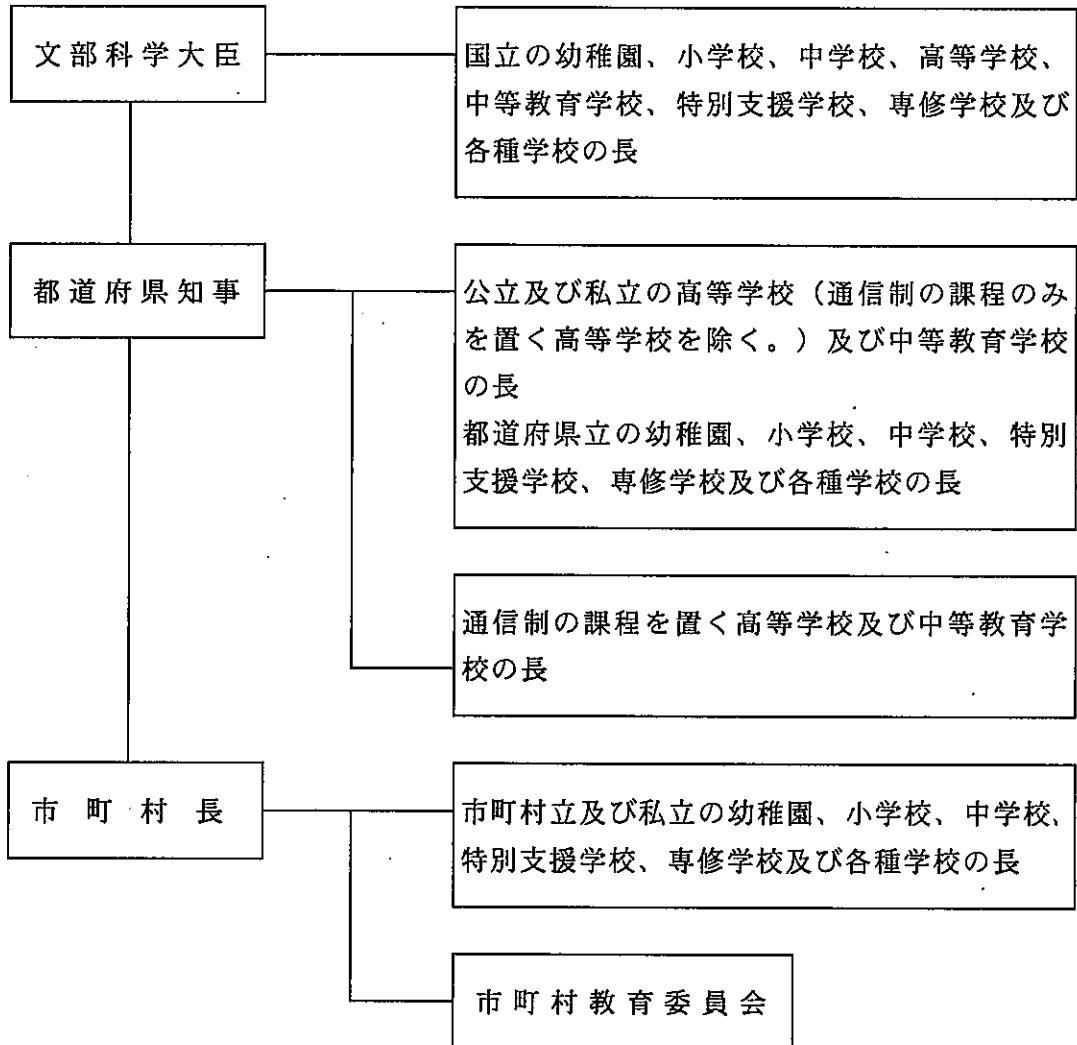 文部科学大臣
国立の幼稚園、小学校、中学校、高等学校、
中等教育学校、特別支援学校、専修学校及び
各種学校の長
都道府県知事
公立及び私立の高等学校（通信制の課程のみ
を置く高等学校を除く。）及び中等教育学校
の長
都道府県立の幼稚園、小学校、中学校、特別
支援学校、専修学校及び各種学校の長
通信制の課程を置く高等学校及び中等教育学
校の長
市町村長
市町村立及び私立の幼稚園、小学校、中学校、
特別支援学校、専修学校及び各種学校の長
市町村教育委員会